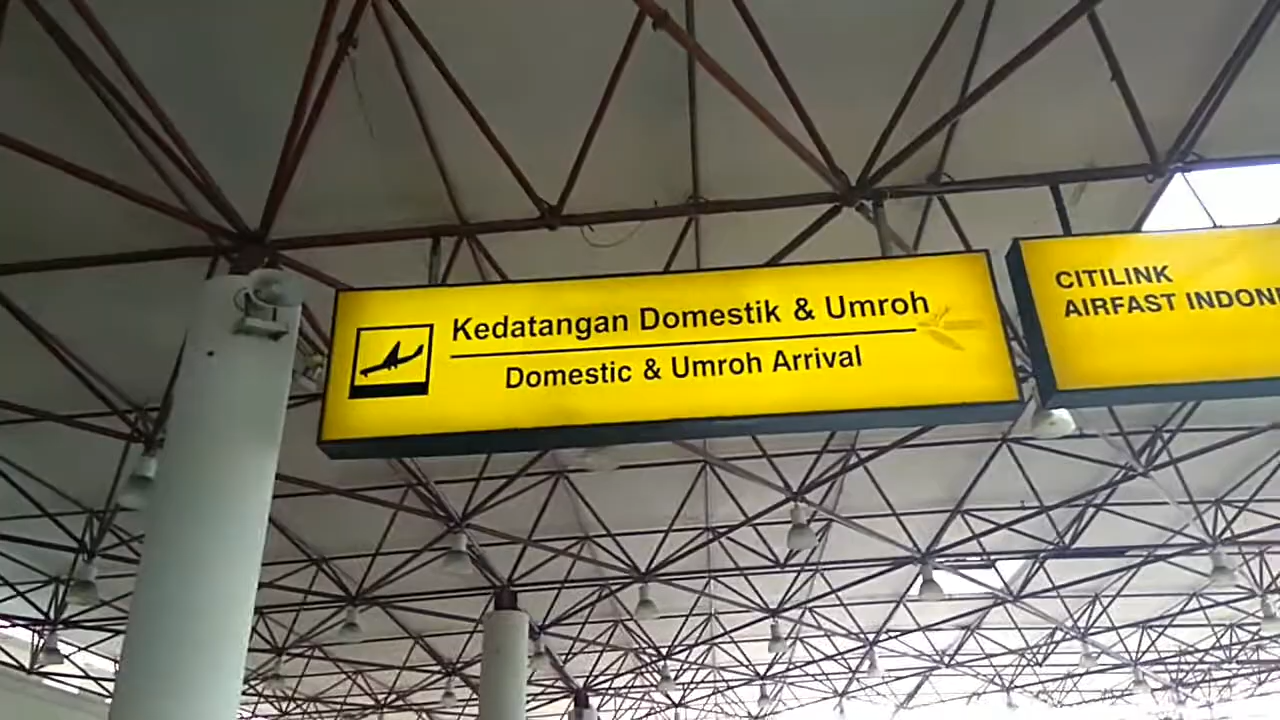 Kedatangan Domestik & Umroh
Domestic & Umroh Arrival
CITILINK
AIRFAST